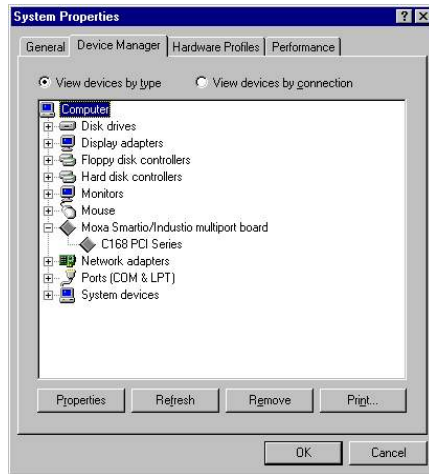 System Properties
General Device Manager Hardware Profiles Performance
View devices by type View devices by connection
Computer
Disk drives
Display adapters
Floppy disk controllers
Hard disk controllers
Monitors
Mouse
Moxa Smartio/Industio multiport board
C168 PCI Series
Network adapters
Ports (COM & LPT)
System devices
Properties Refresh Remove Print...
OK Cancel